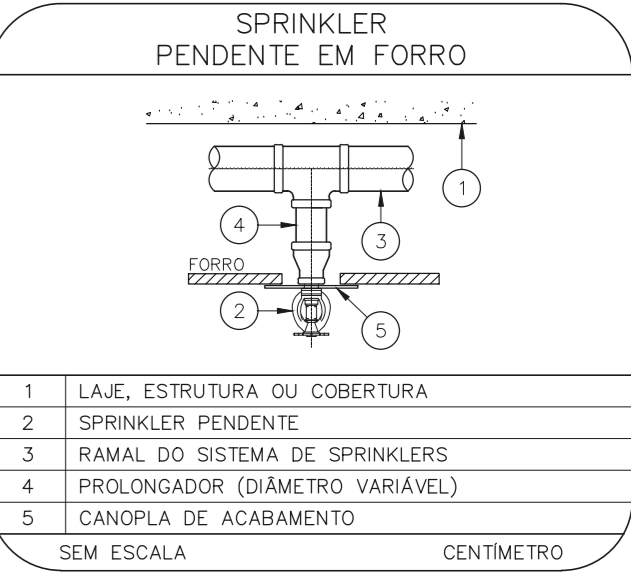 SPRINKLER
PENDENTE EM FORRO
1
4
3
FORRO
2
5
1 LAJE, ESTRUTURA OU COBERTURA
2 SPRINKLER PENDENTE
3 RAMAL DO SISTEMA DE SPRINKLERS
4 PROLONGADOR (DIÂMETRO VARIÁVEL)
5 CANOPLA DE ACABAMENTO
SEM ESCALA CENTÍMETRO